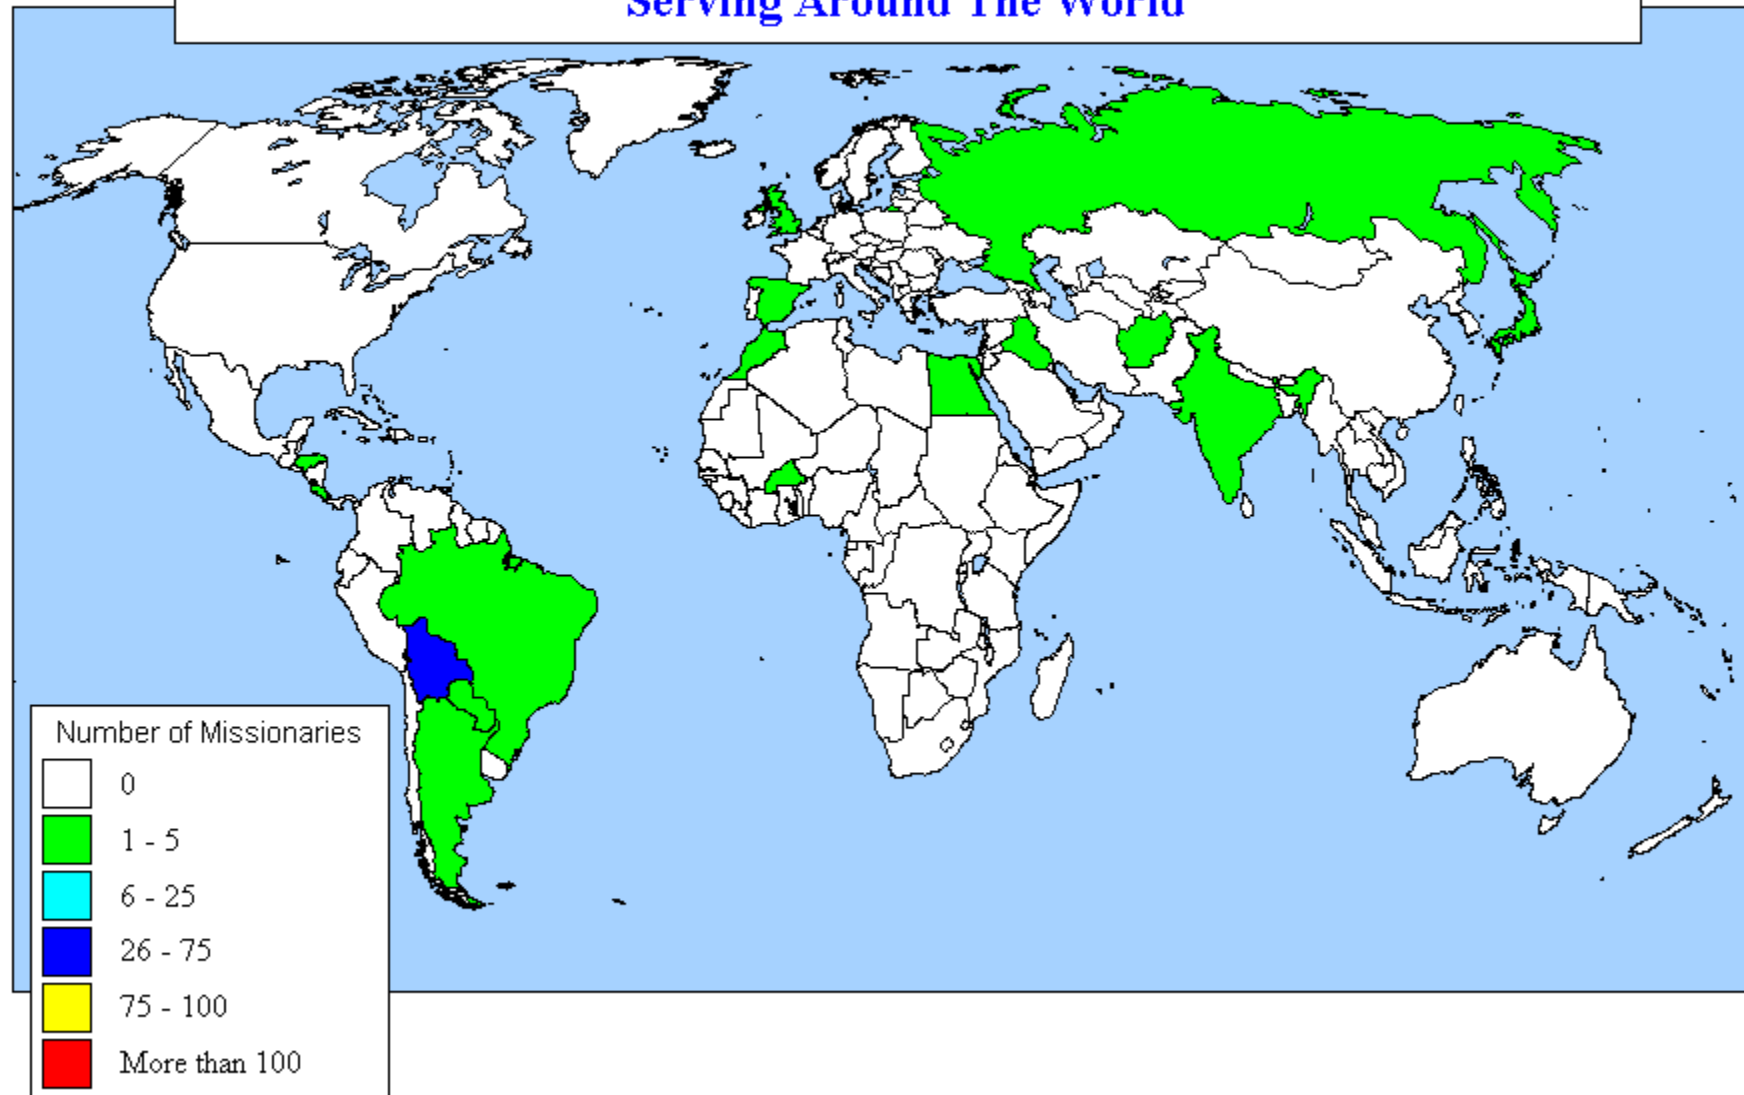 Serving Around The World
Number of Missionaries
0
1 - 5
6 - 25
26 - 75
75 - 100
More than 100